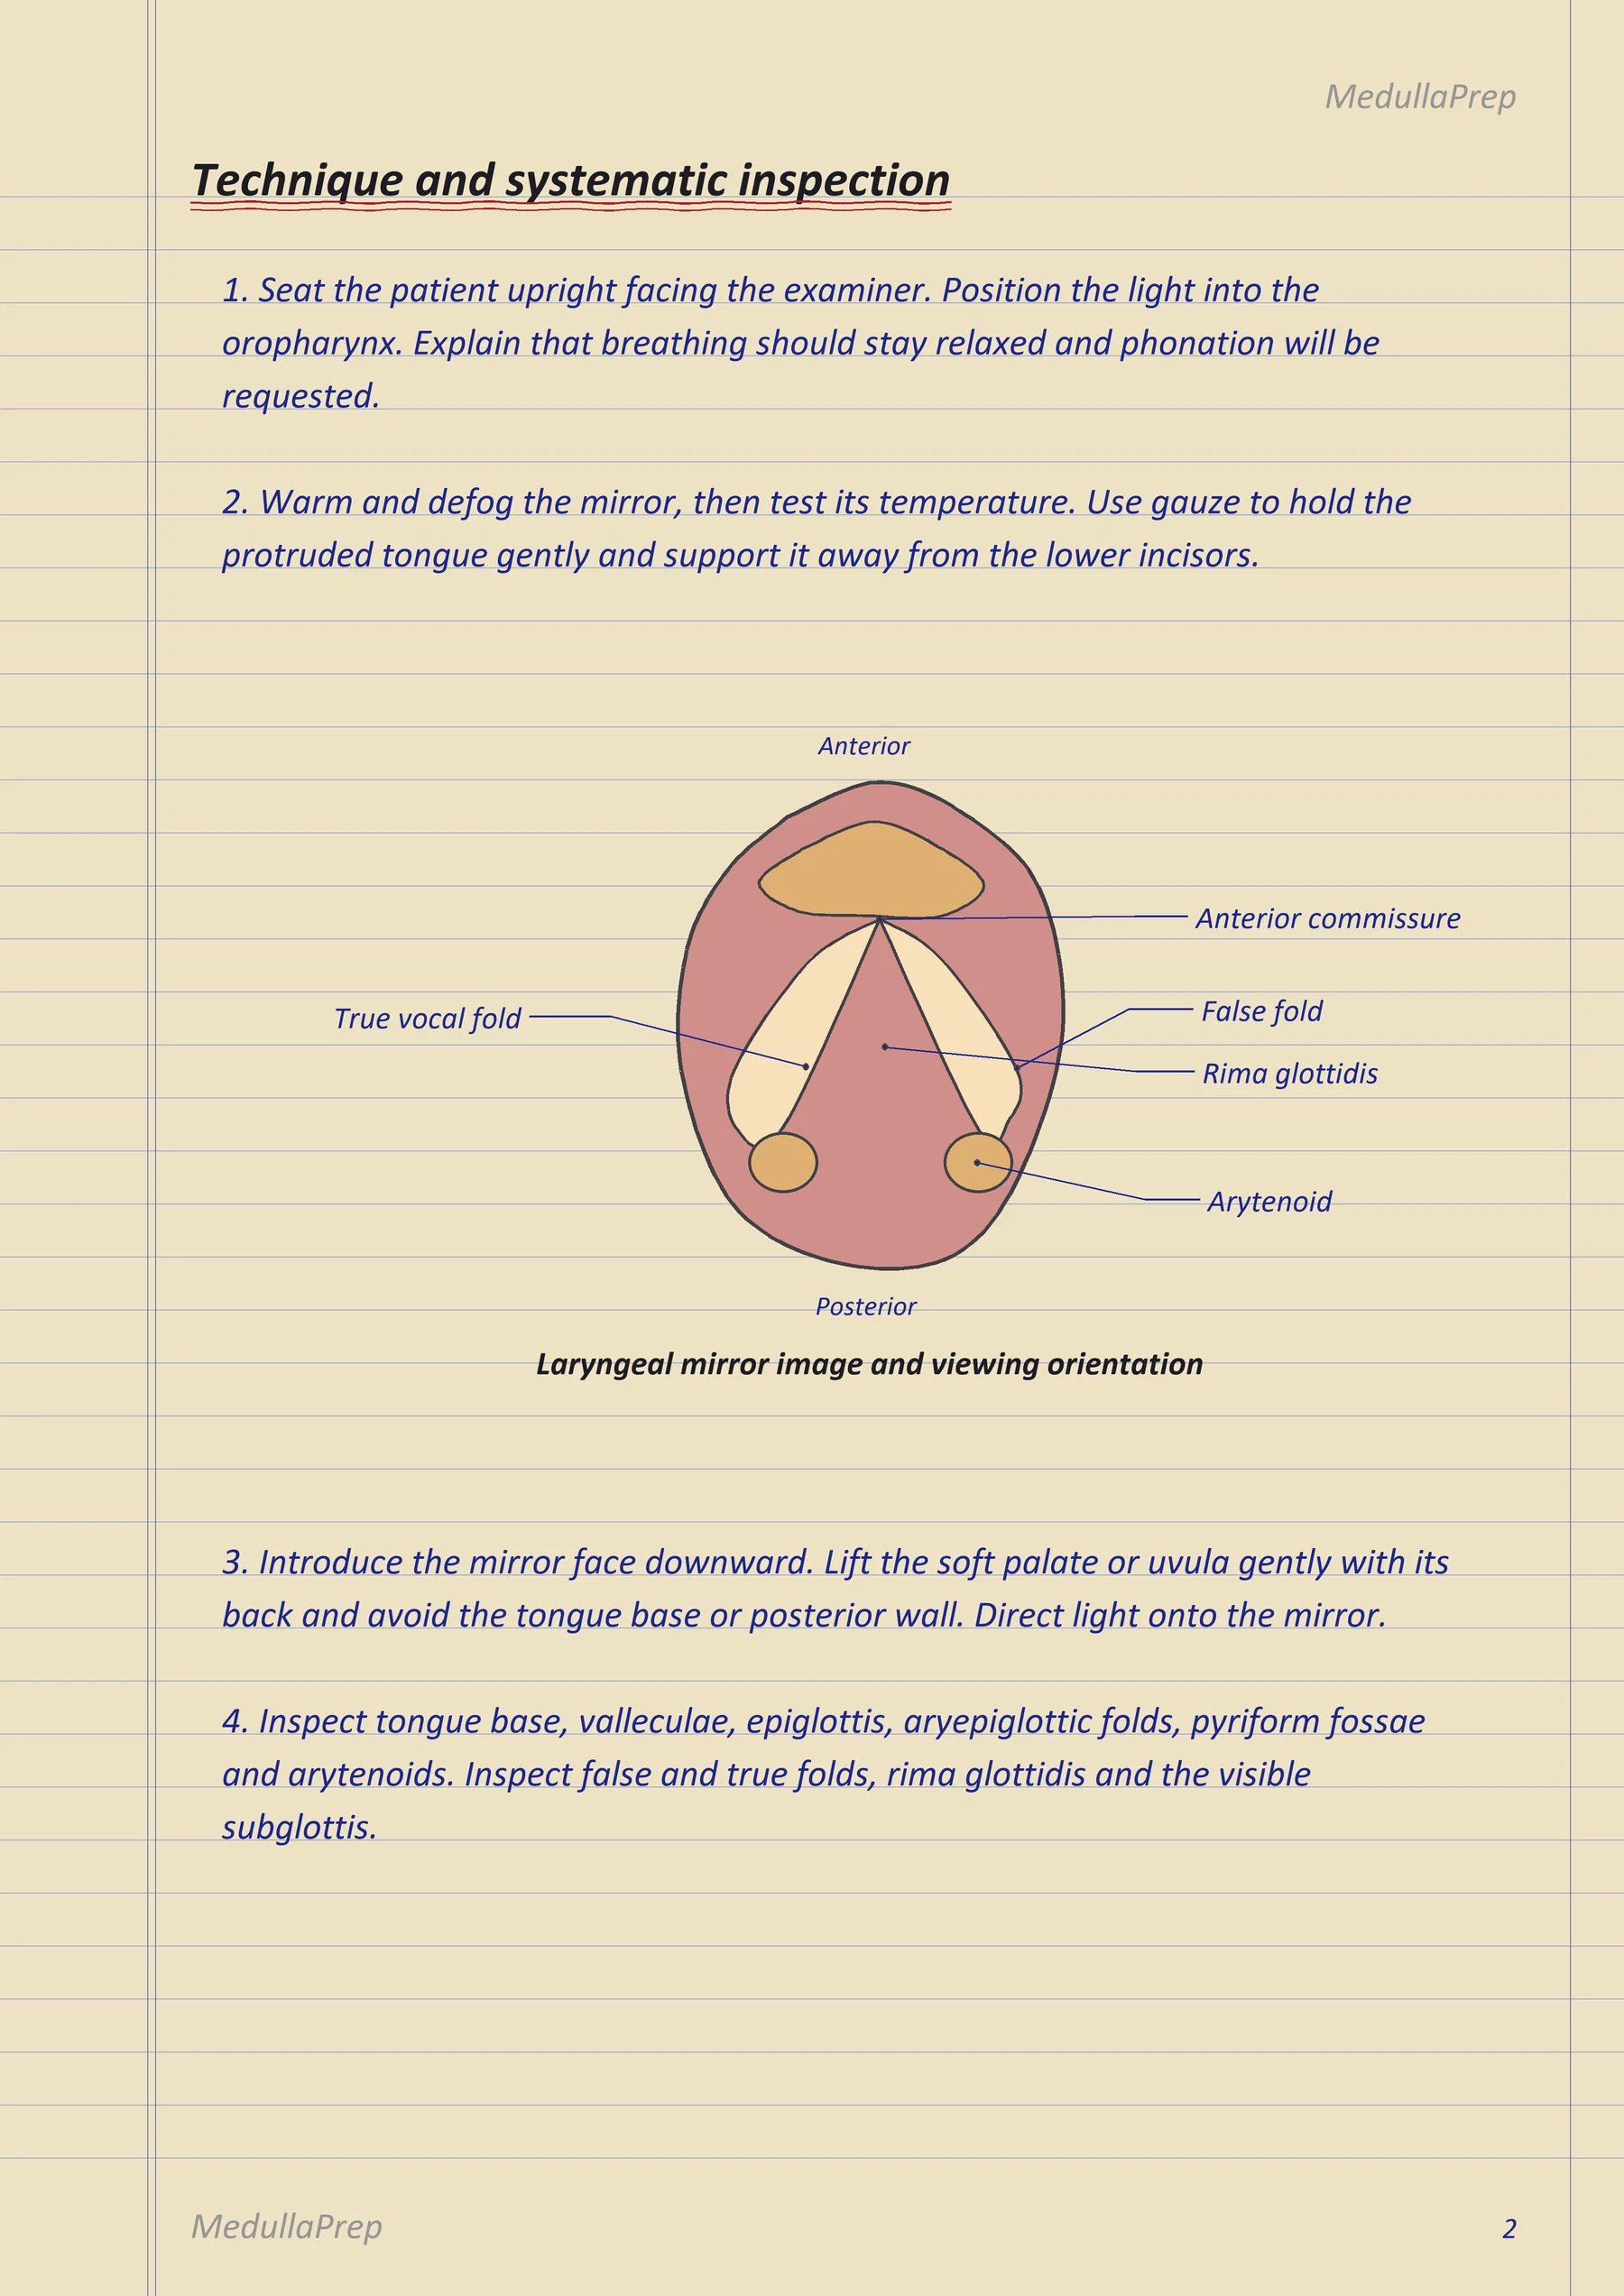 MedullaPrep
Technique and systematic inspection
1. Seat the patient upright facing the examiner. Position the light into the
oropharynx. Explain that breathing should stay relaxed and phonation will be
requested.
2. Warm and defog the mirror, then test its temperature. Use gauze to hold the
protruded tongue gently and support it away from the lower incisors.
Anterior
Anterior commissure
True vocal fold
False fold
Rima glottidis
Arytenoid
Posterior
Laryngeal mirror image and viewing orientation
3. Introduce the mirror face downward. Lift the soft palate or uvula gently with its
back and avoid the tongue base or posterior wall. Direct light onto the mirror.
4. Inspect tongue base, valleculae, epiglottis, aryepiglottic folds, pyriform fossae
and arytenoids. Inspect false and true folds, rima glottidis and the visible
subglottis.
MedullaPrep
2